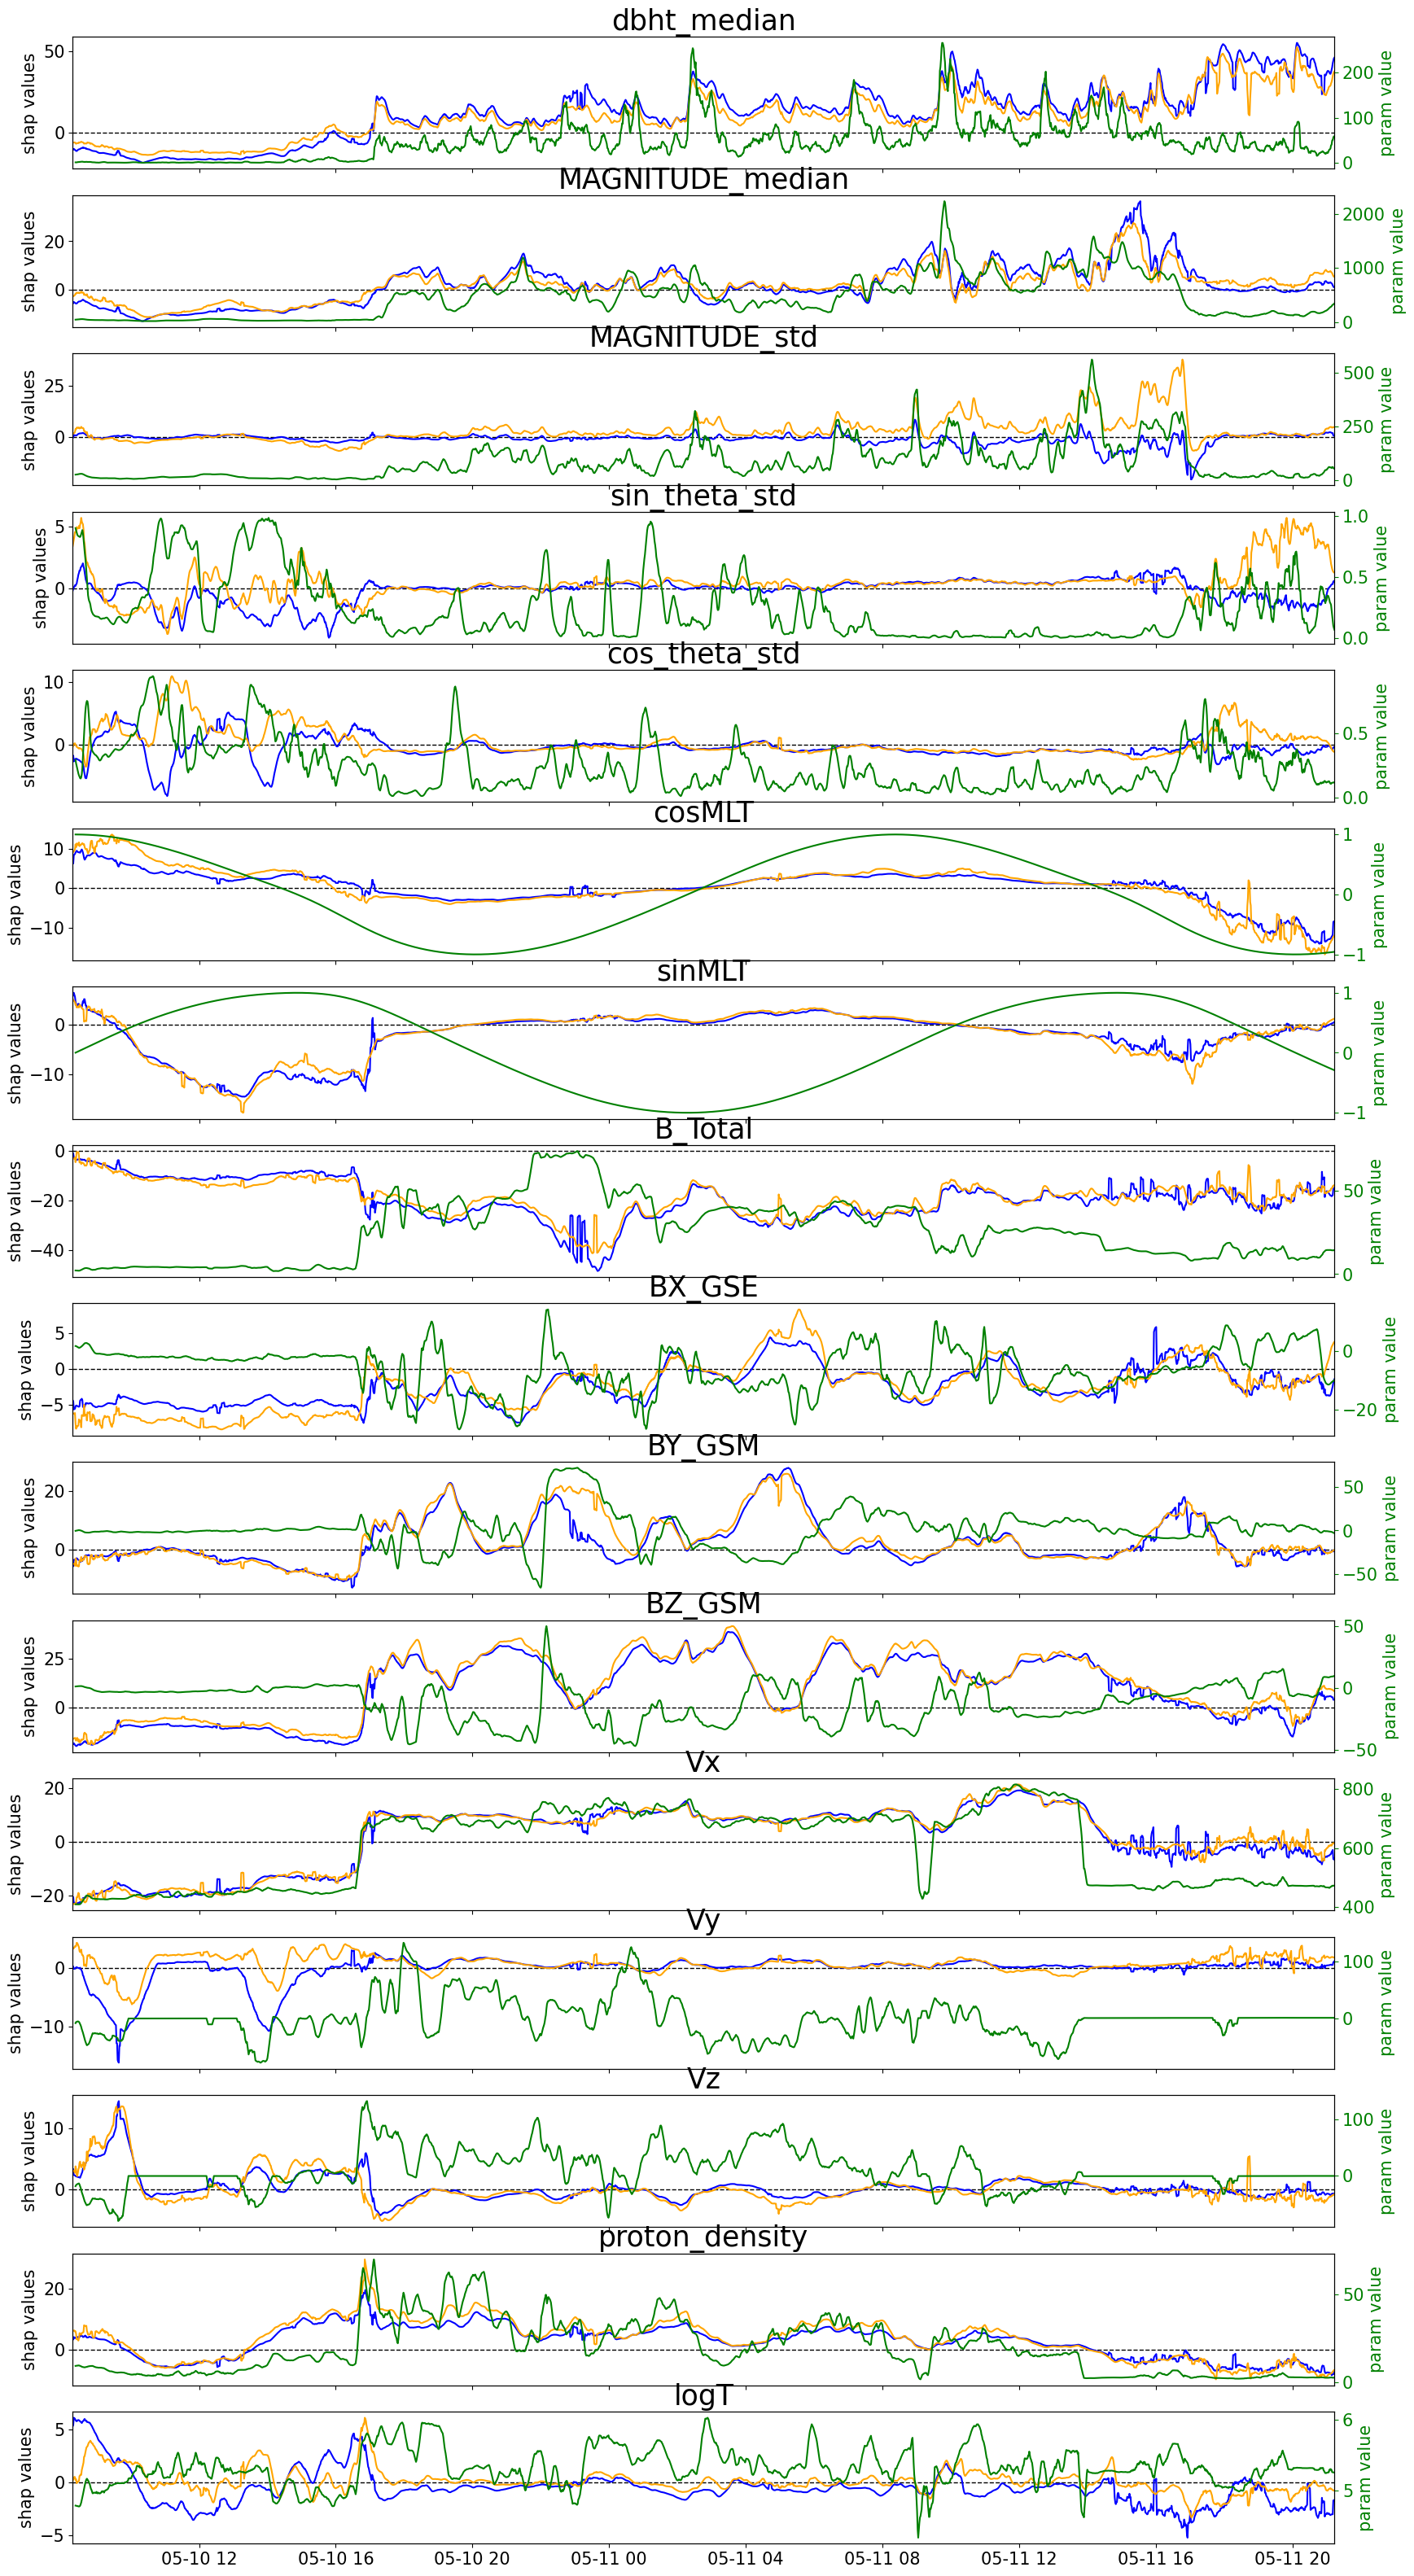 dbht_median
shap values
50
0
200
100
0
param value
MAGNITUDE_median
shap values
20
0
2000
1000
0
param value
MAGNITUDE_std
shap values
25
0
500
250
0
param value
sin_theta_std
shap values
5
0
1.0
0.5
0.0
param value
cos_theta_std
shap values
10
0
0.5
0.0
param value
cosMLT
shap values
10
0
−10
1
0
−1
param value
sinMLT
shap values
0
−10
1
0
−1
param value
B_Total
shap values
0
−20
−40
50
0
param value
BX_GSE
shap values
5
0
−5
0
−20
param value
BY_GSM
shap values
20
0
50
0
−50
param value
BZ_GSM
shap values
25
0
50
0
−50
param value
Vx
shap values
20
0
−20
800
600
400
param value
Vy
shap values
0
−10
100
0
param value
Vz
shap values
10
0
100
0
param value
proton_density
shap values
20
0
50
0
param value
logT
shap values
5
0
−5
6
5
param value
05-10 12 05-10 16 05-10 20 05-11 00 05-11 04 05-11 08 05-11 12 05-11 16 05-11 20